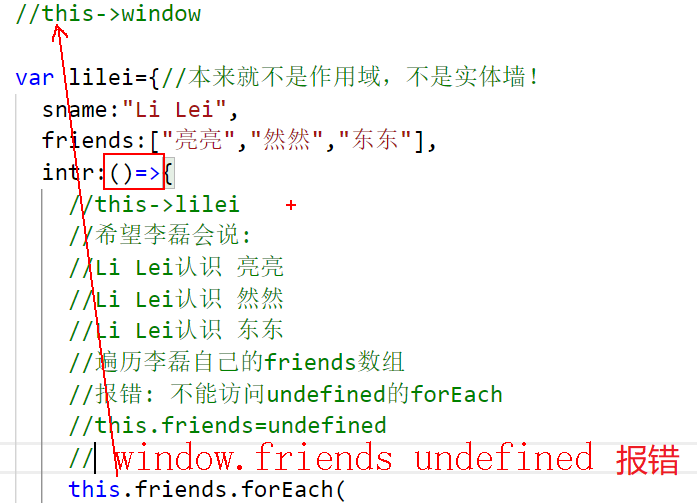 //this->window
var lilei={//本来就不是作用域，不是实体墙！
sname:"Li Lei",
friends:["亮亮","然然","东东"],
intr:()=>{
//this->lilei
//希望李磊会说:
//Li Lei认识 亮亮
//Li Lei认识 然然
//Li Lei认识 东东
//遍历李磊自己的friends数组
//报错: 不能访问undefined的forEach
//this.friends=undefined
// window.friends undefined 报错
this.friends.forEach(